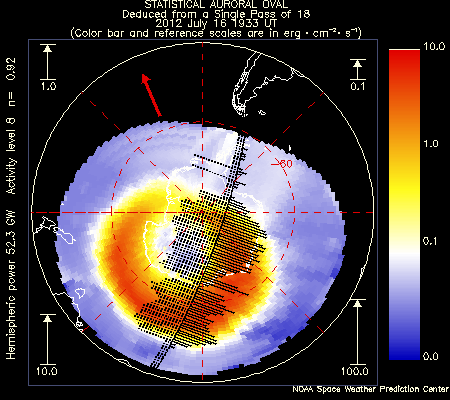 STATISTICAL AURORAL OVAL
Deduced from a Single Pass of 18
2012 July 16 1933 UT
(Color bar and reference scales are in erg·cm⁻²·s⁻¹)
Hemispheric power 52.3 GW Activity level 8 n= 0.92
1.0
0.1
-60
10.0
100.0
10.0
1.0
0.1
0.0
NOAA Space Weather Prediction Center